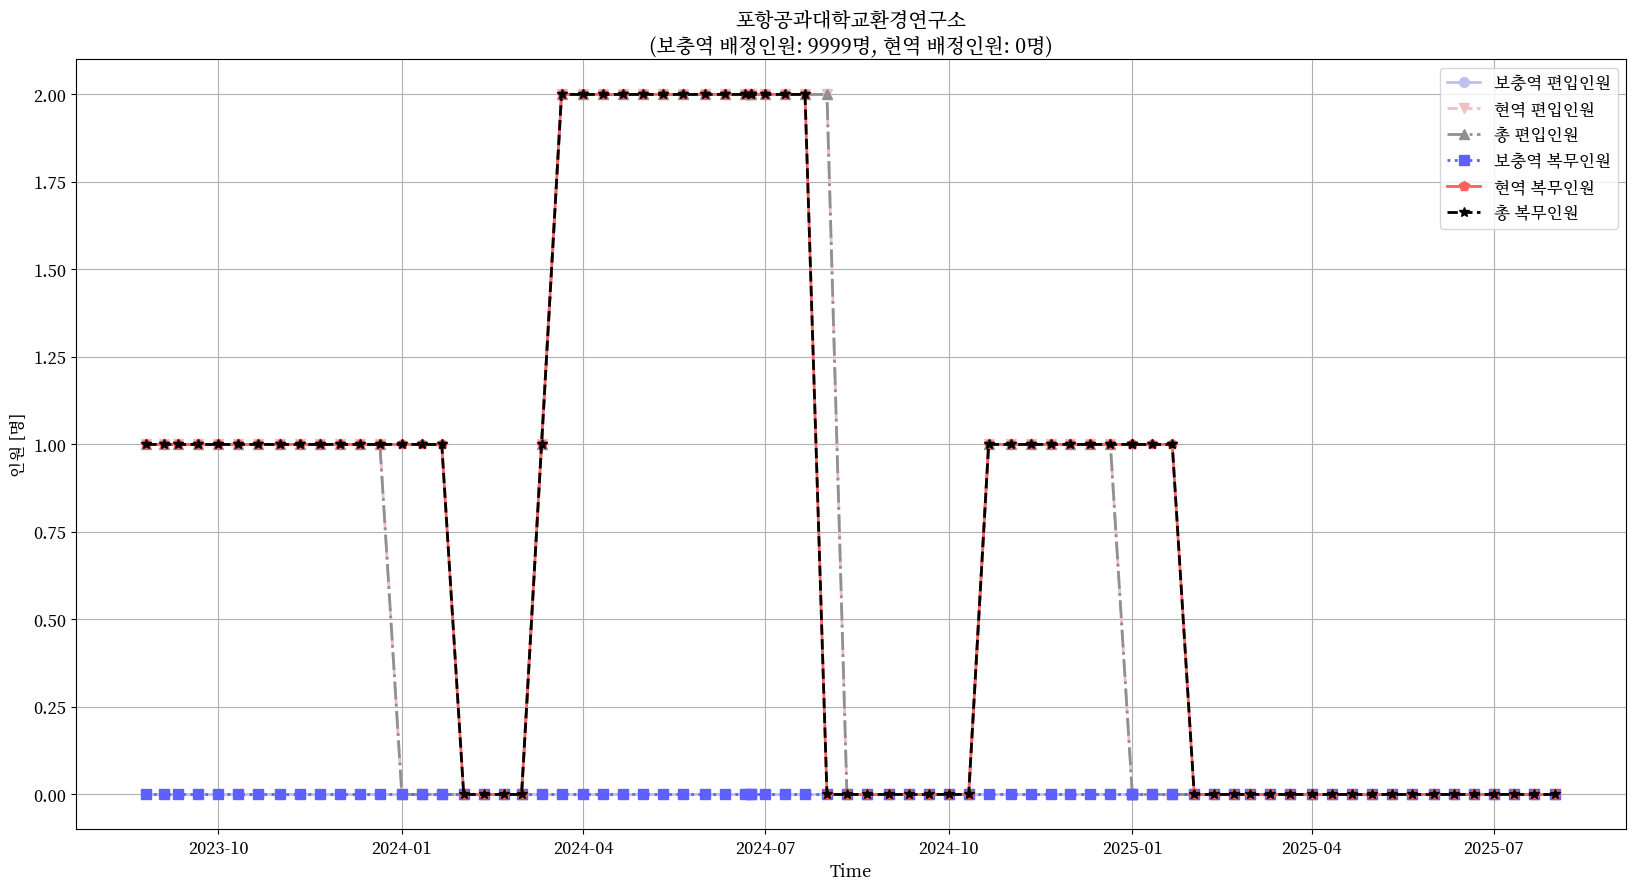 포항공과대학교환경연구소
(보충역 배정인원: 9999명, 현역 배정인원: 0명)
보충역 편입인원
현역 편입인원
총 편입인원
보충역 복무인원
현역 복무인원
총 복무인원
인원 [명]
2.00
1.75
1.50
1.25
1.00
0.75
0.50
0.25
0.00
2023-10
2024-01
2024-04
2024-07
2024-10
2025-01
2025-04
2025-07
Time